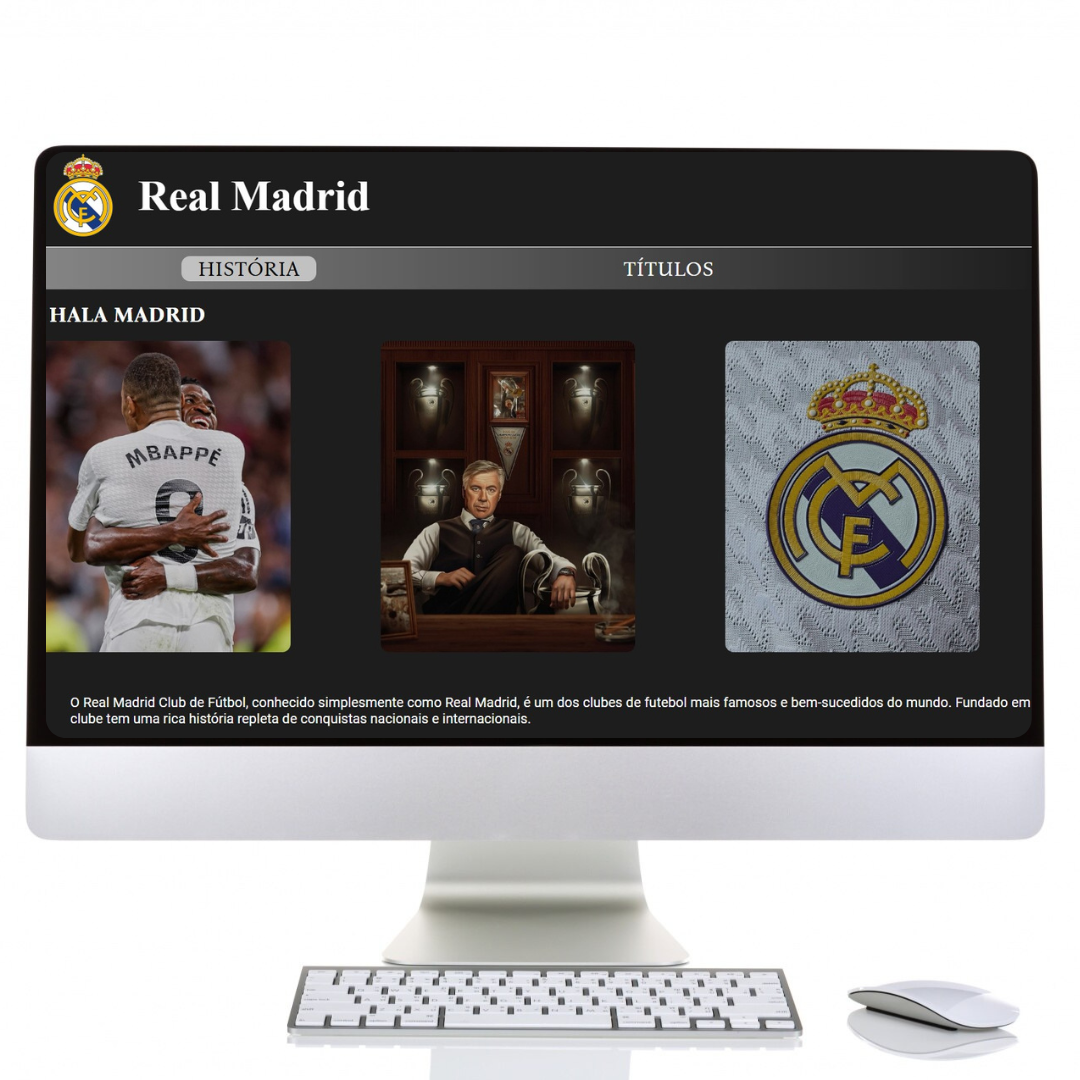 Real Madrid
HISTÓRIA
TÍTULOS
HALA MADRID
MBAPPÉ
9
O Real Madrid Club de Fútbol, conhecido simplesmente como Real Madrid, é um dos clubes de futebol mais famosos e bem-sucedidos do mundo. Fundado em
clube tem uma rica história repleta de conquistas nacionais e internacionais.